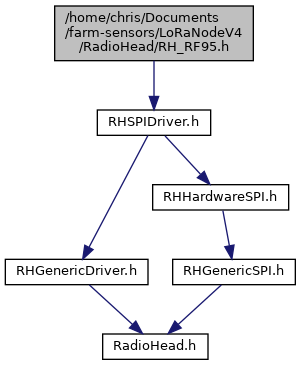 /home/chris/Documents
/farm-sensors/LoRaNodeV4
/RadioHead/RH_RF95.h
RHSPIDriver.h
RHHardwareSPI.h
RHGenericDriver.h
RHGenericSPI.h
RadioHead.h